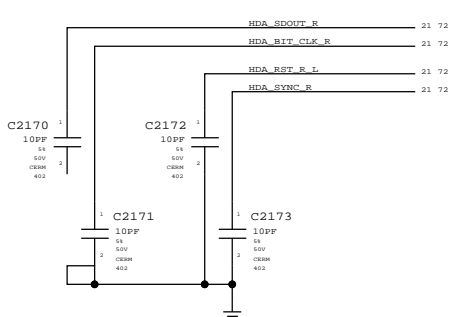 HDA_SDOUT_R 21 72
HDA_BIT_CLK_R 21 72
HDA_RST_R_L 21 72
HDA_SYNC_R 21 72
C2170 1
10PF
5%
50V 2
CERM
402
C2172 1
10PF
5%
50V 2
CERM
402
1 C2171
10PF
5%
50V
2 CERM
402
1 C2173
10PF
5%
50V
2 CERM
402